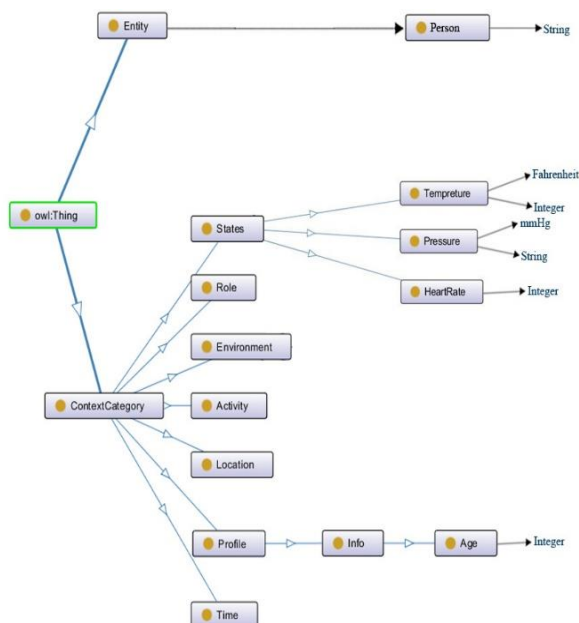 Entity
Person
String
Fahrenheit
Tempreture
Integer
owl:Thing
mmHg
States
Pressure
String
Role
HeartRate
Integer
Environment
ContextCategory
Activity
Location
Profile
Info
Age
Integer
Time